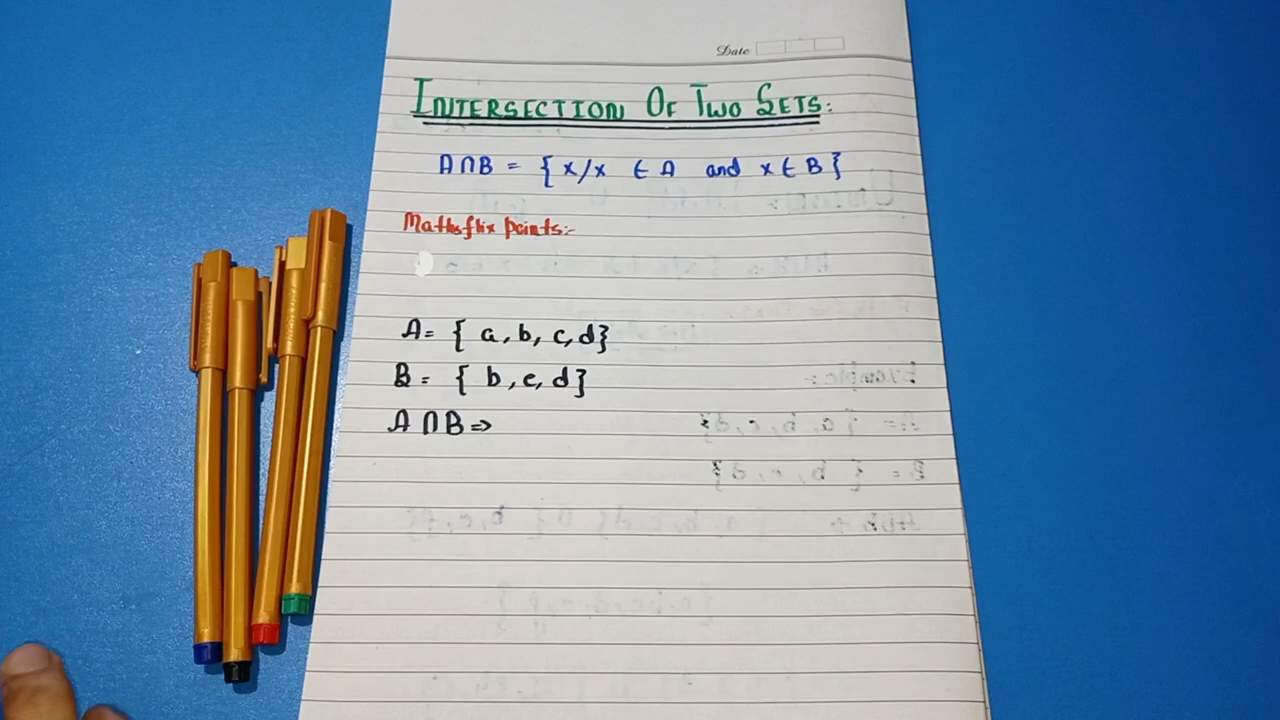 Date
INTERSECTION OF TWO SETS:
A∩B = { x/x ∈ A and x ∈ B }
Mathsflix points:-
A = { a, b, c, d }
B = { b, c, d }
A ∩ B ⇒